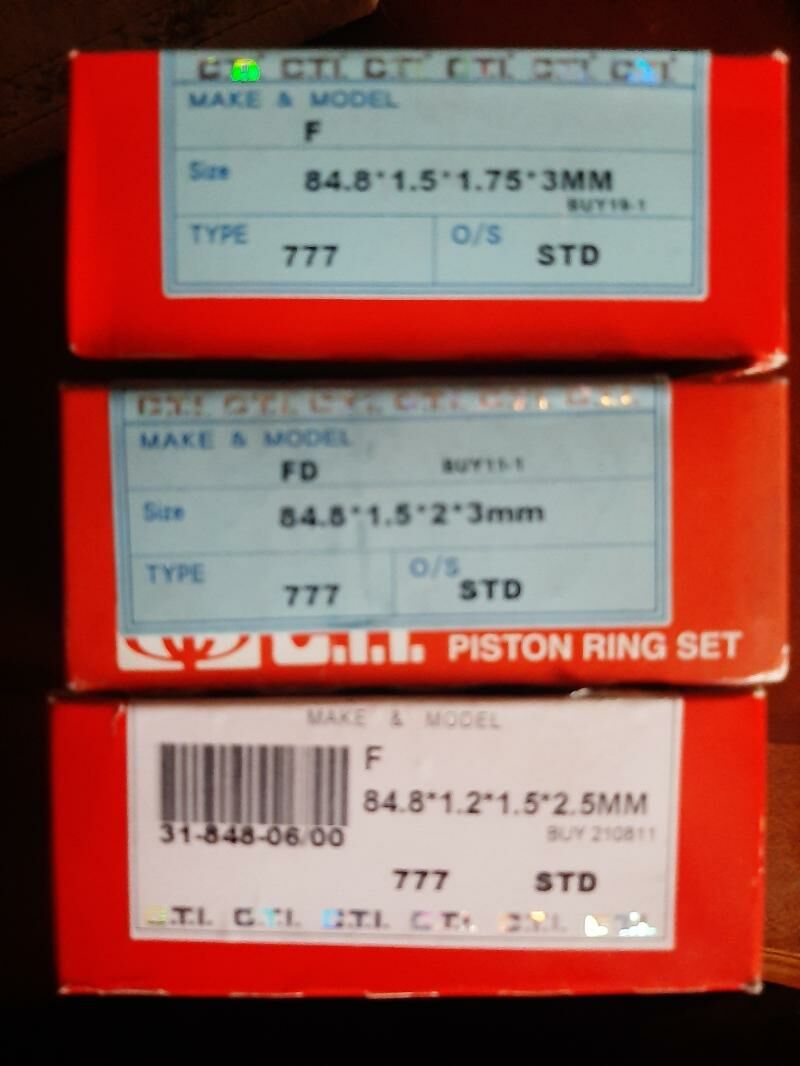 C.T.I. C.T.I. C.T.I. C.T.I. C.T.I. C.T.I.
MAKE & MODEL
F
Size 84.8*1.5*1.75*3MM
BUY19-1
TYPE 777 O/S STD
C.T.I. C.T.I. C.T.I. C.T.I. C.T.I. C.T.I.
MAKE & MODEL
FD BUY11-1
Size 84.8*1.5*2*3mm
TYPE 777 O/S STD
C.T.I. PISTON RING SET
MAKE & MODEL
F
84.8*1.2*1.5*2.5MM
31-848-06/00 BUY 210811
777 STD
C.T.I. C.T.I. C.T.I. C.T.I. C.T.I. C.T.I.